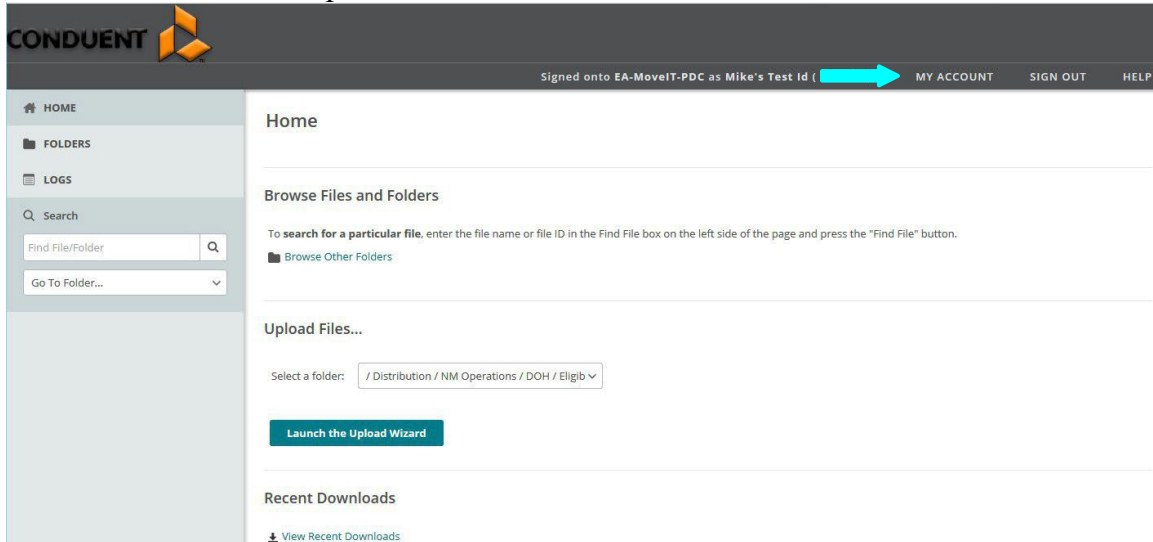 CONDUENT
Signed onto EA-MoveIT-PDC as Mike's Test Id ( MY ACCOUNT SIGN OUT HELP
HOME
FOLDERS
LOGS
Search
Find File/Folder
Go To Folder...
Home
Browse Files and Folders
To search for a particular file, enter the file name or file ID in the Find File box on the left side of the page and press the "Find File" button.
Browse Other Folders
Upload Files...
Select a folder: / Distribution / NM Operations / DOH / Eligib
Launch the Upload Wizard
Recent Downloads
View Recent Downloads